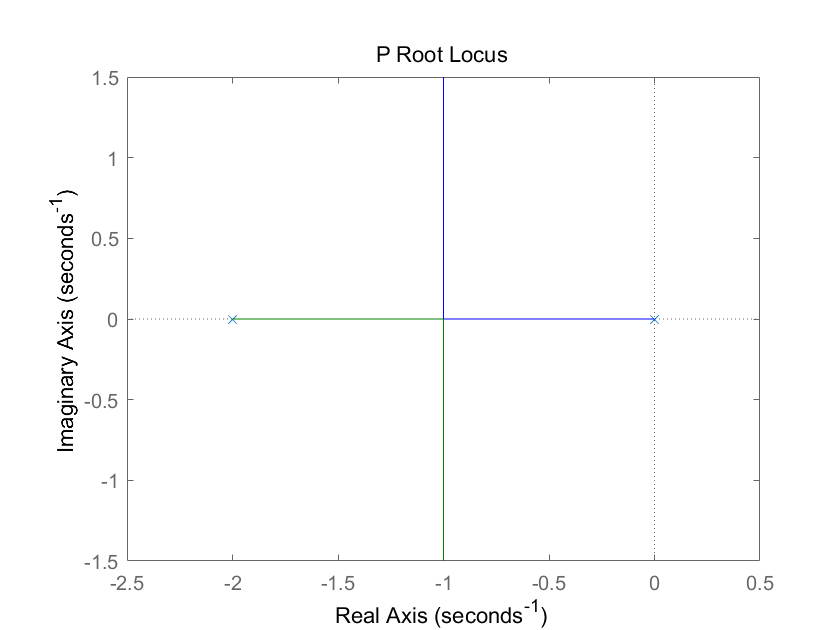 P Root Locus
1.5
1
0.5
0
-0.5
-1
-1.5
Imaginary Axis (seconds⁻¹)
-2.5 -2 -1.5 -1 -0.5 0 0.5
Real Axis (seconds⁻¹)